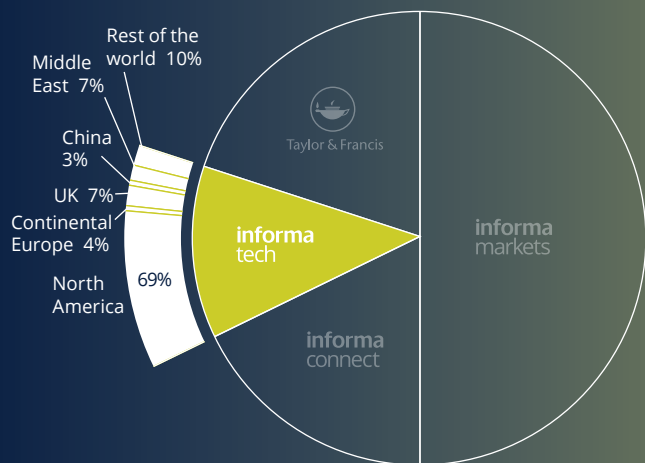 Rest of the
world 10%
Middle
East 7%
China
3%
UK 7%
Continental
Europe 4%
North
America
69%
Taylor & Francis
informa
tech
informa
markets
informa
connect